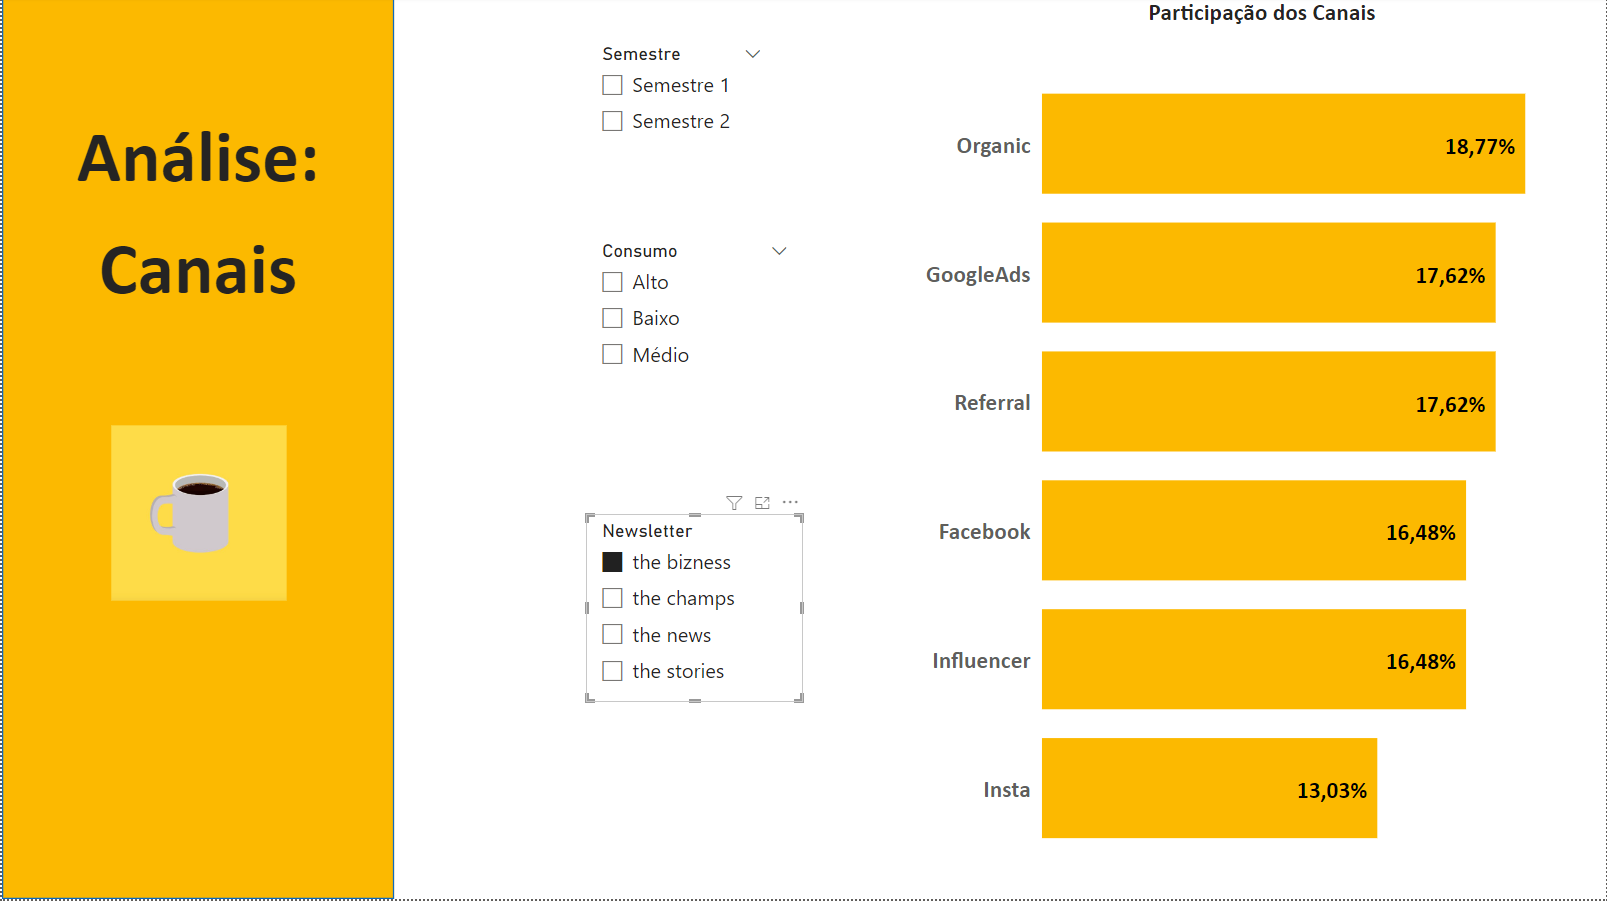 Análise:
Canais
Semestre
Semestre 1
Semestre 2
Consumo
Alto
Baixo
Médio
Newsletter
the bizness
the champs
the news
the stories
Participação dos Canais
Organic 18,77%
GoogleAds 17,62%
Referral 17,62%
Facebook 16,48%
Influencer 16,48%
Insta 13,03%